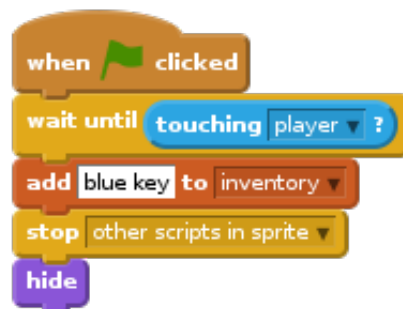 when clicked
wait until touching player ?
add blue key to inventory
stop other scripts in sprite
hide